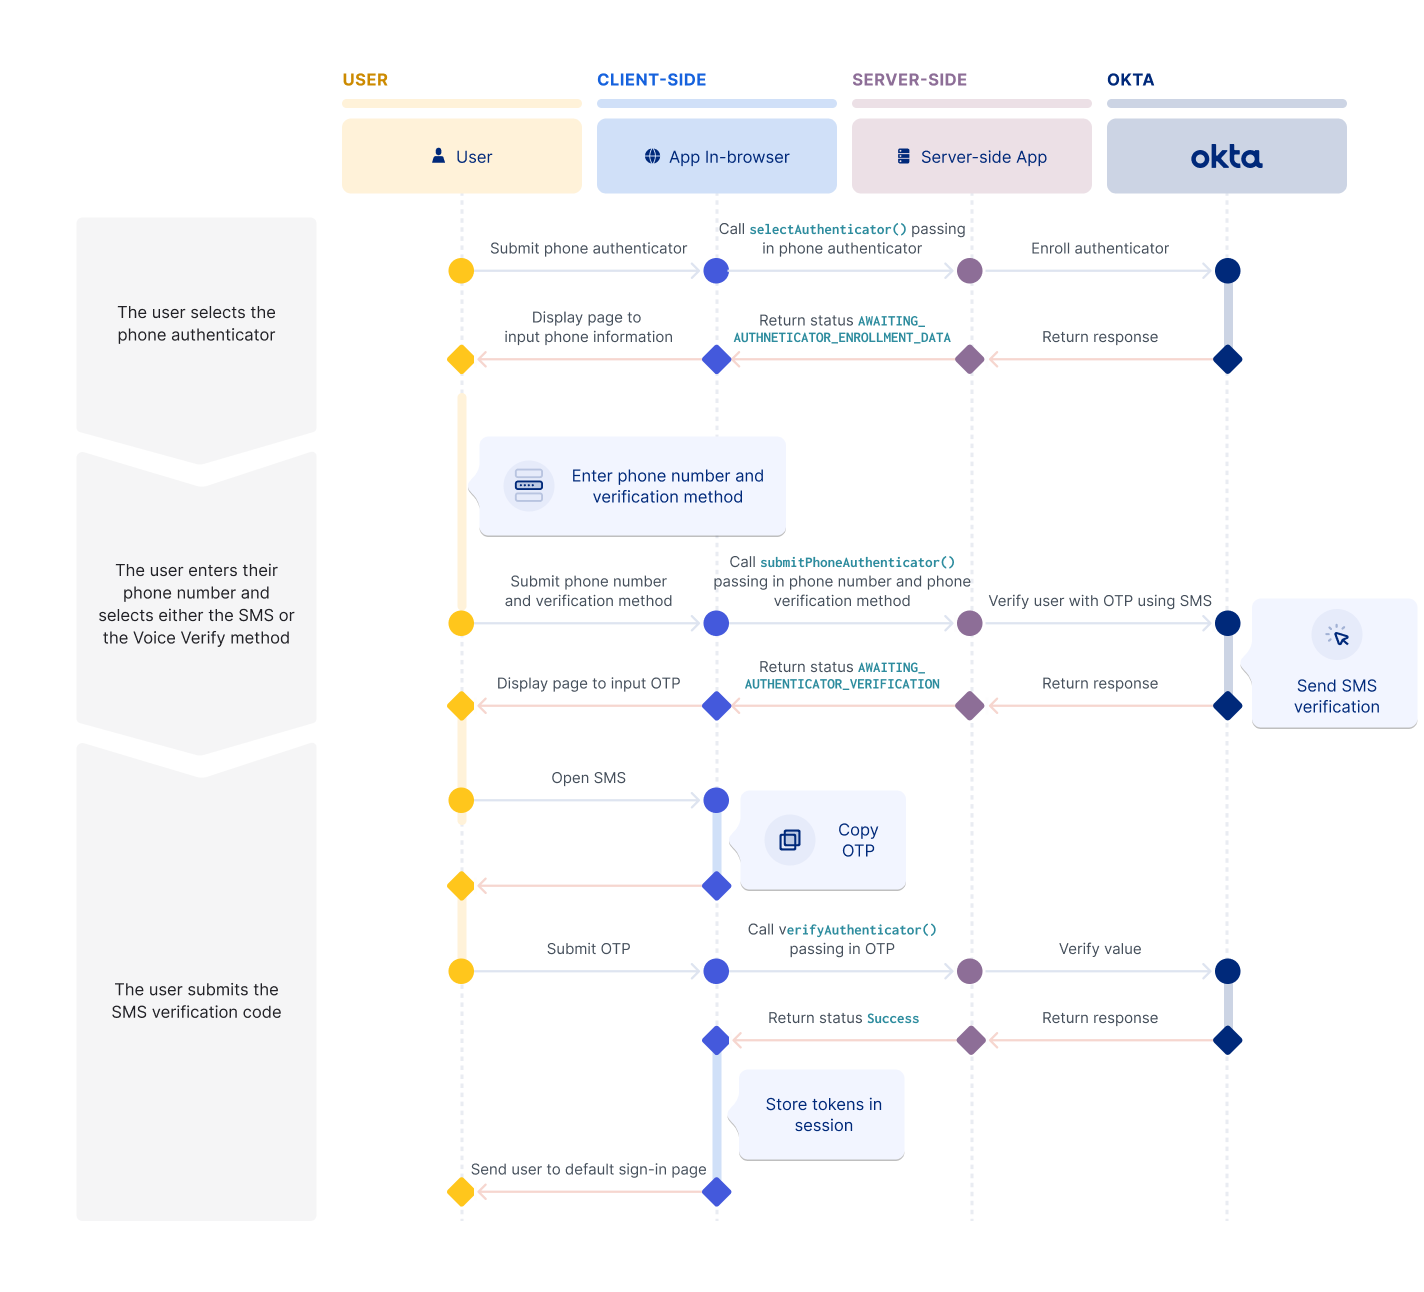 USER
CLIENT-SIDE
SERVER-SIDE
OKTA
User
App In-browser
Server-side App
okta
The user selects the
phone authenticator
Submit phone authenticator
Call selectAuthenticator() passing
in phone authenticator
Enroll authenticator
Display page to
input phone information
Return status AWAITING_
AUTHNETICATOR_ENROLLMENT_DATA
Return response
The user enters their
phone number and
selects either the SMS or
the Voice Verify method
Enter phone number and
verification method
Submit phone number
and verification method
Call submitPhoneAuthenticator()
passing in phone number and phone
verification method
Verify user with OTP using SMS
Send SMS
verification
Display page to input OTP
Return status AWAITING_
AUTHENTICATOR_VERIFICATION
Return response
The user submits the
SMS verification code
Open SMS
Copy
OTP
Submit OTP
Call verifyAuthenticator()
passing in OTP
Verify value
Return status Success
Return response
Store tokens in
session
Send user to default sign-in page